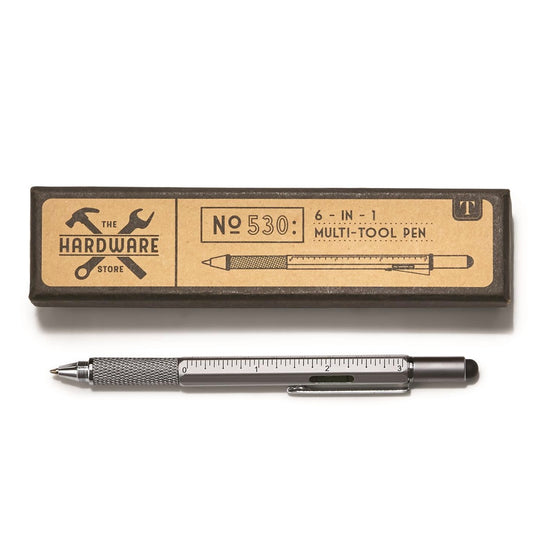 THE
HARDWARE
STORE
No 530:
6 - IN - 1
MULTI-TOOL PEN
T
0 1 2 3